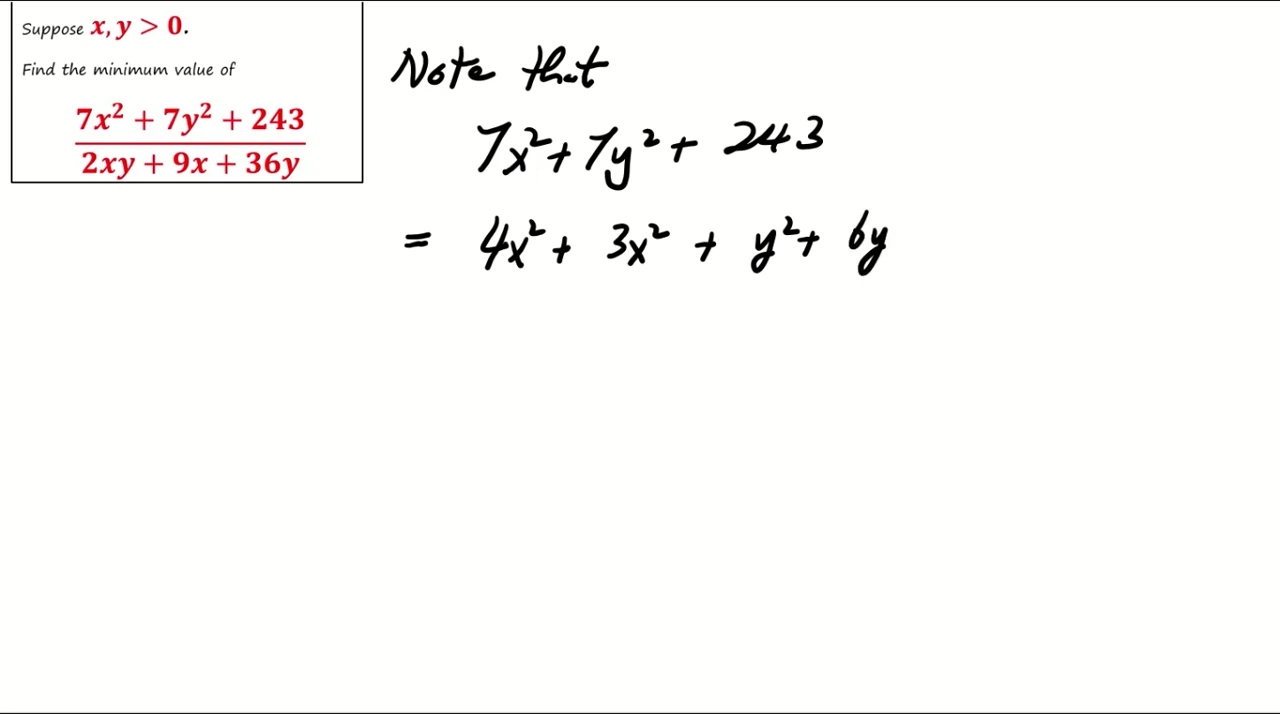 Suppose x, y > 0.
Find the minimum value of
7x² + 7y² + 243
2xy + 9x + 36y
Note that
7x² + 7y² + 243
= 4x² + 3x² + y² + 6y